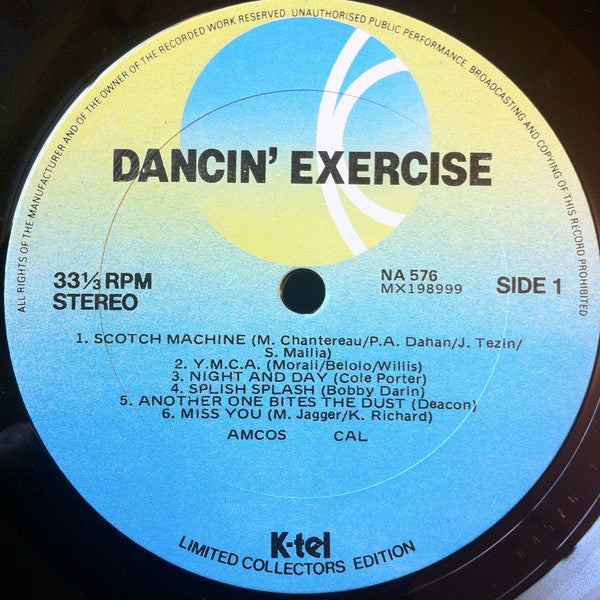 ALL RIGHTS OF THE MANUFACTURER AND OF THE OWNER OF THE RECORDED WORK RESERVED. UNAUTHORISED PUBLIC PERFORMANCE, BROADCASTING AND COPYING OF THIS RECORD PROHIBITED
DANCIN' EXERCISE
33⅓ RPM
STEREO
NA 576
MX198999
SIDE 1
1. SCOTCH MACHINE (M. Chantereau/P.A. Dahan/J. Tezin/
S. Mallia)
2. Y.M.C.A. (Morali/Belolo/Willis)
3. NIGHT AND DAY (Cole Porter)
4. SPLISH SPLASH (Bobby Darin)
5. ANOTHER ONE BITES THE DUST (Deacon)
6. MISS YOU (M. Jagger/K. Richard)
AMCOS CAL
K-tel
LIMITED COLLECTORS EDITION